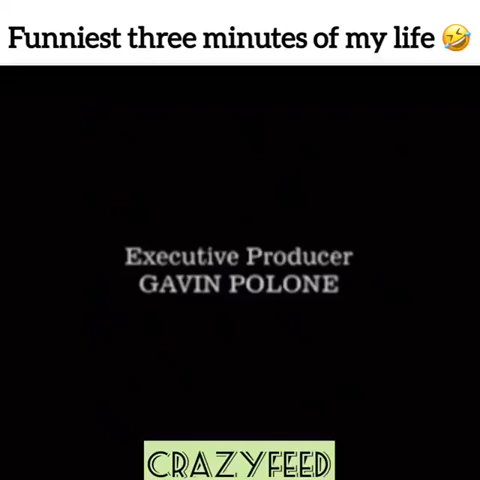 Funniest three minutes of my life 🤣
Executive Producer
GAVIN POLONE
CRAZYFEED